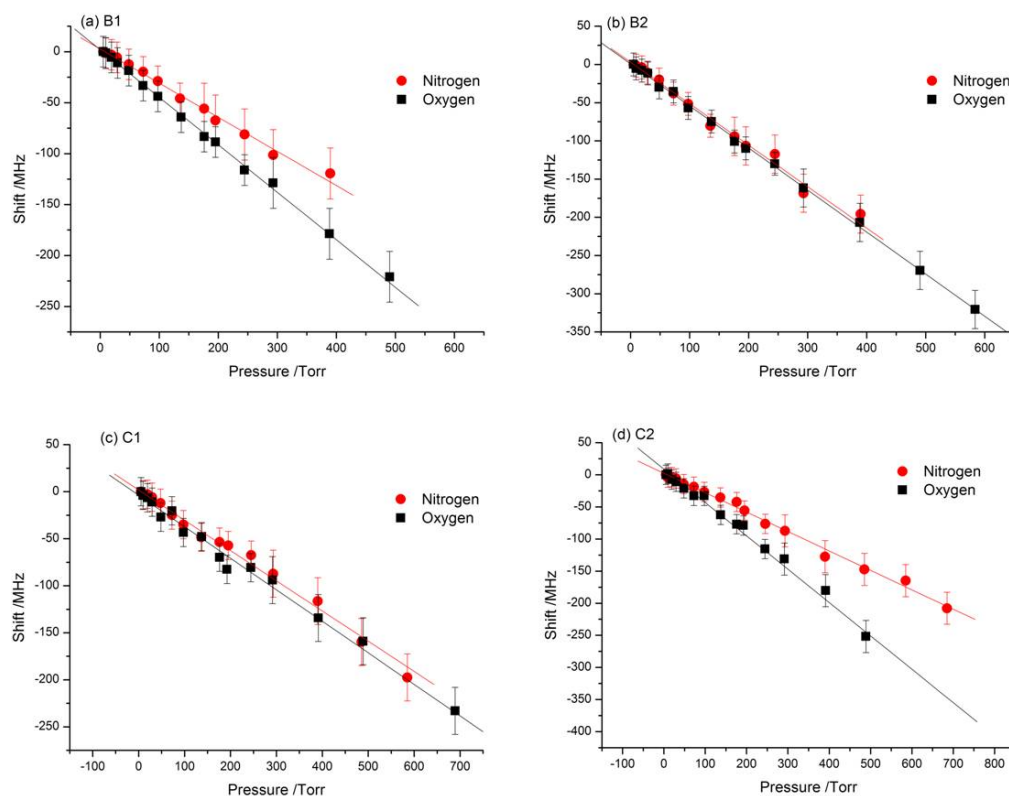 (a) B1
Nitrogen
Oxygen
0
-50
-100
-150
-200
-250
Shift /MHz
0 100 200 300 400 500 600
Pressure /Torr
(b) B2
Nitrogen
Oxygen
50
0
-50
-100
-150
-200
-250
-300
-350
Shift /MHz
0 100 200 300 400 500 600
Pressure /Torr
(c) C1
Nitrogen
Oxygen
50
0
-50
-100
-150
-200
-250
Shift /MHz
-100 0 100 200 300 400 500 600 700
Pressure /Torr
(d) C2
Nitrogen
Oxygen
50
0
-50
-100
-150
-200
-250
-300
-350
-400
Shift /MHz
-100 0 100 200 300 400 500 600 700 800
Pressure /Torr